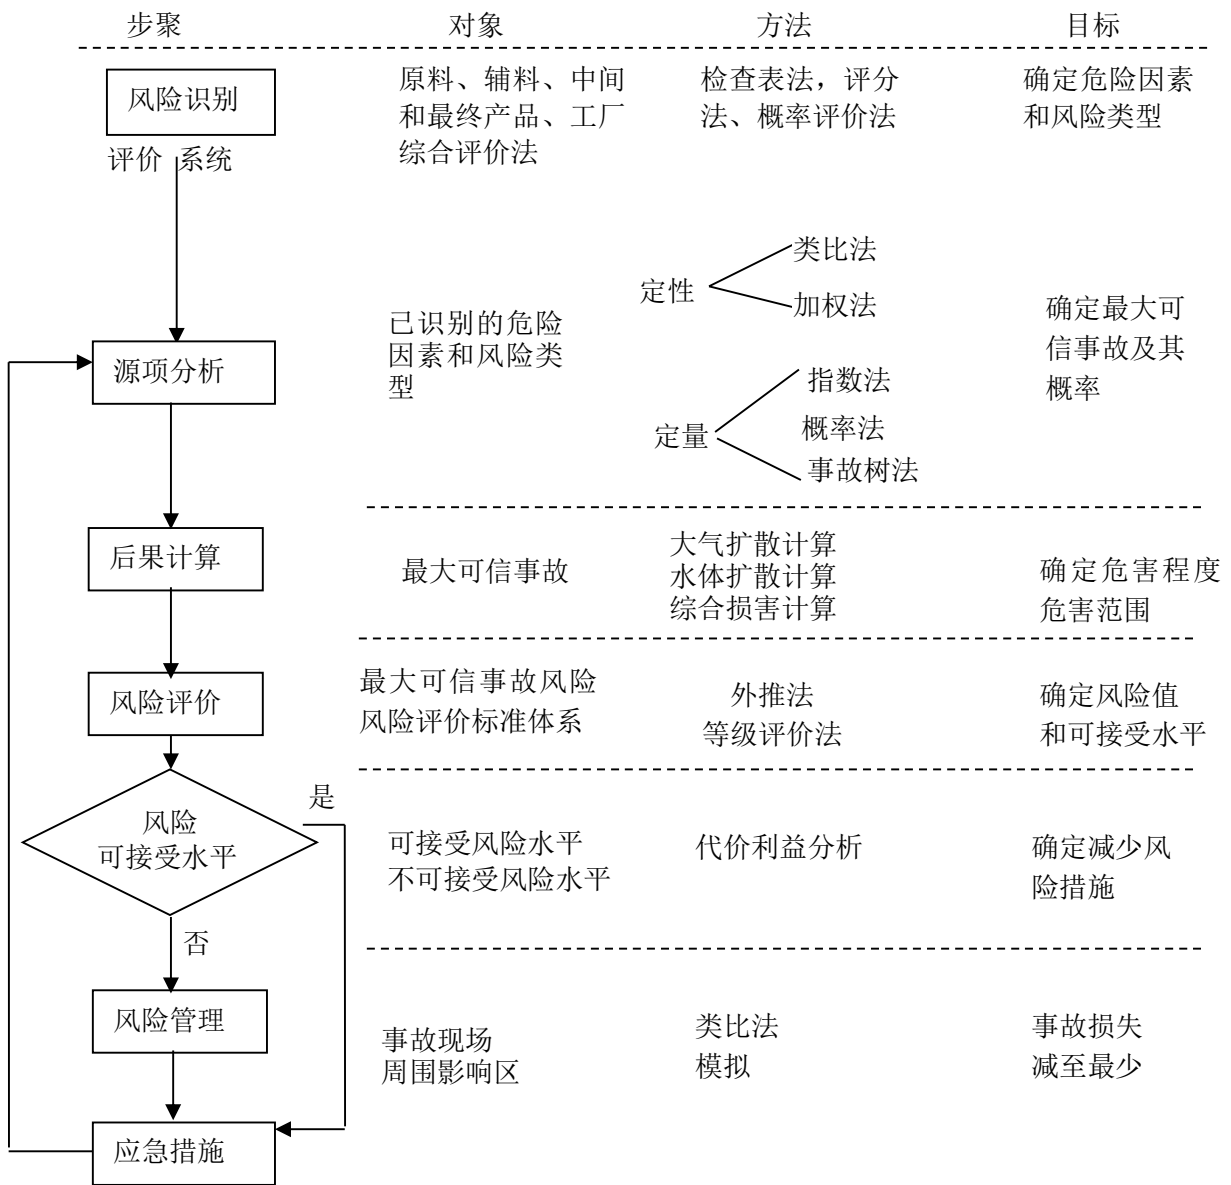 步聚 对象 方法 目标
风险识别
评价 系统
原料、辅料、中间
和最终产品、工厂
综合评价法
检查表法，评分
法、概率评价法
确定危险因素
和风险类型
源项分析
已识别的危险
因素和风险类
型
定性
类比法
加权法
定量
指数法
概率法
事故树法
确定最大可
信事故及其
概率
后果计算
最大可信事故
大气扩散计算
水体扩散计算
综合损害计算
确定危害程度
危害范围
风险评价
最大可信事故风险
风险评价标准体系
外推法
等级评价法
确定风险值
和可接受水平
风险
可接受水平
是
否
可接受风险水平
不可接受风险水平
代价利益分析
确定减少风
险措施
风险管理
事故现场
周围影响区
类比法
模拟
事故损失
减至最少
应急措施